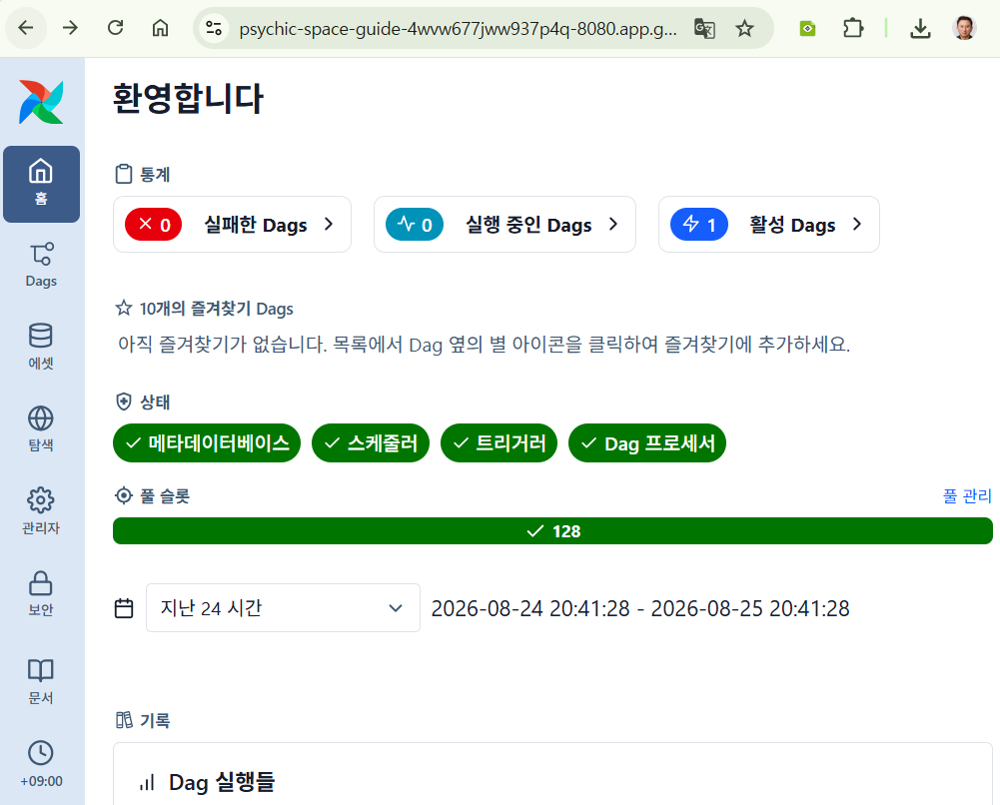 psychic-space-guide-4wvw677jww937p4q-8080.app.g...
환영합니다
홈
Dags
에셋
탐색
관리자
보안
문서
+09:00
통계
0 실패한 Dags
0 실행 중인 Dags
1 활성 Dags
10개의 즐겨찾기 Dags
아직 즐겨찾기가 없습니다. 목록에서 Dag 옆의 별 아이콘을 클릭하여 즐겨찾기에 추가하세요.
상태
메타데이터베이스 스케줄러 트리거러 Dag 프로세서
풀 슬롯 풀 관리
128
지난 24 시간 2026-08-24 20:41:28 - 2026-08-25 20:41:28
기록
Dag 실행들